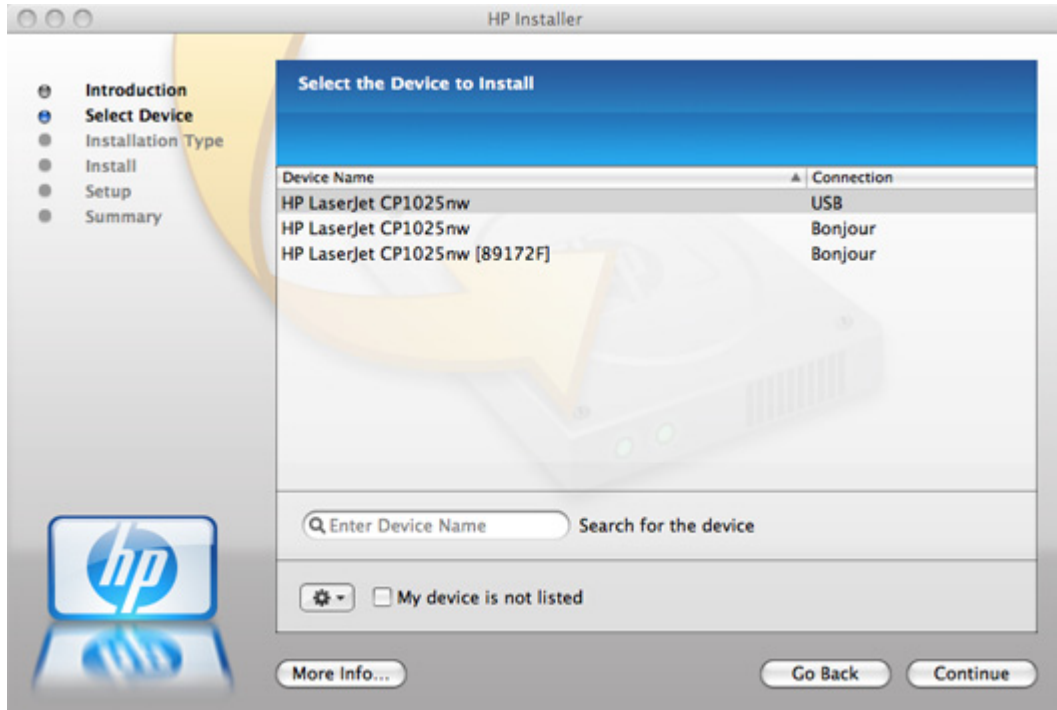 HP Installer
Introduction
Select Device
Installation Type
Install
Setup
Summary
Select the Device to Install
Device Name Connection
HP LaserJet CP1025nw USB
HP LaserJet CP1025nw Bonjour
HP LaserJet CP1025nw [89172F] Bonjour
Enter Device Name Search for the device
My device is not listed
hp
More Info... Go Back Continue